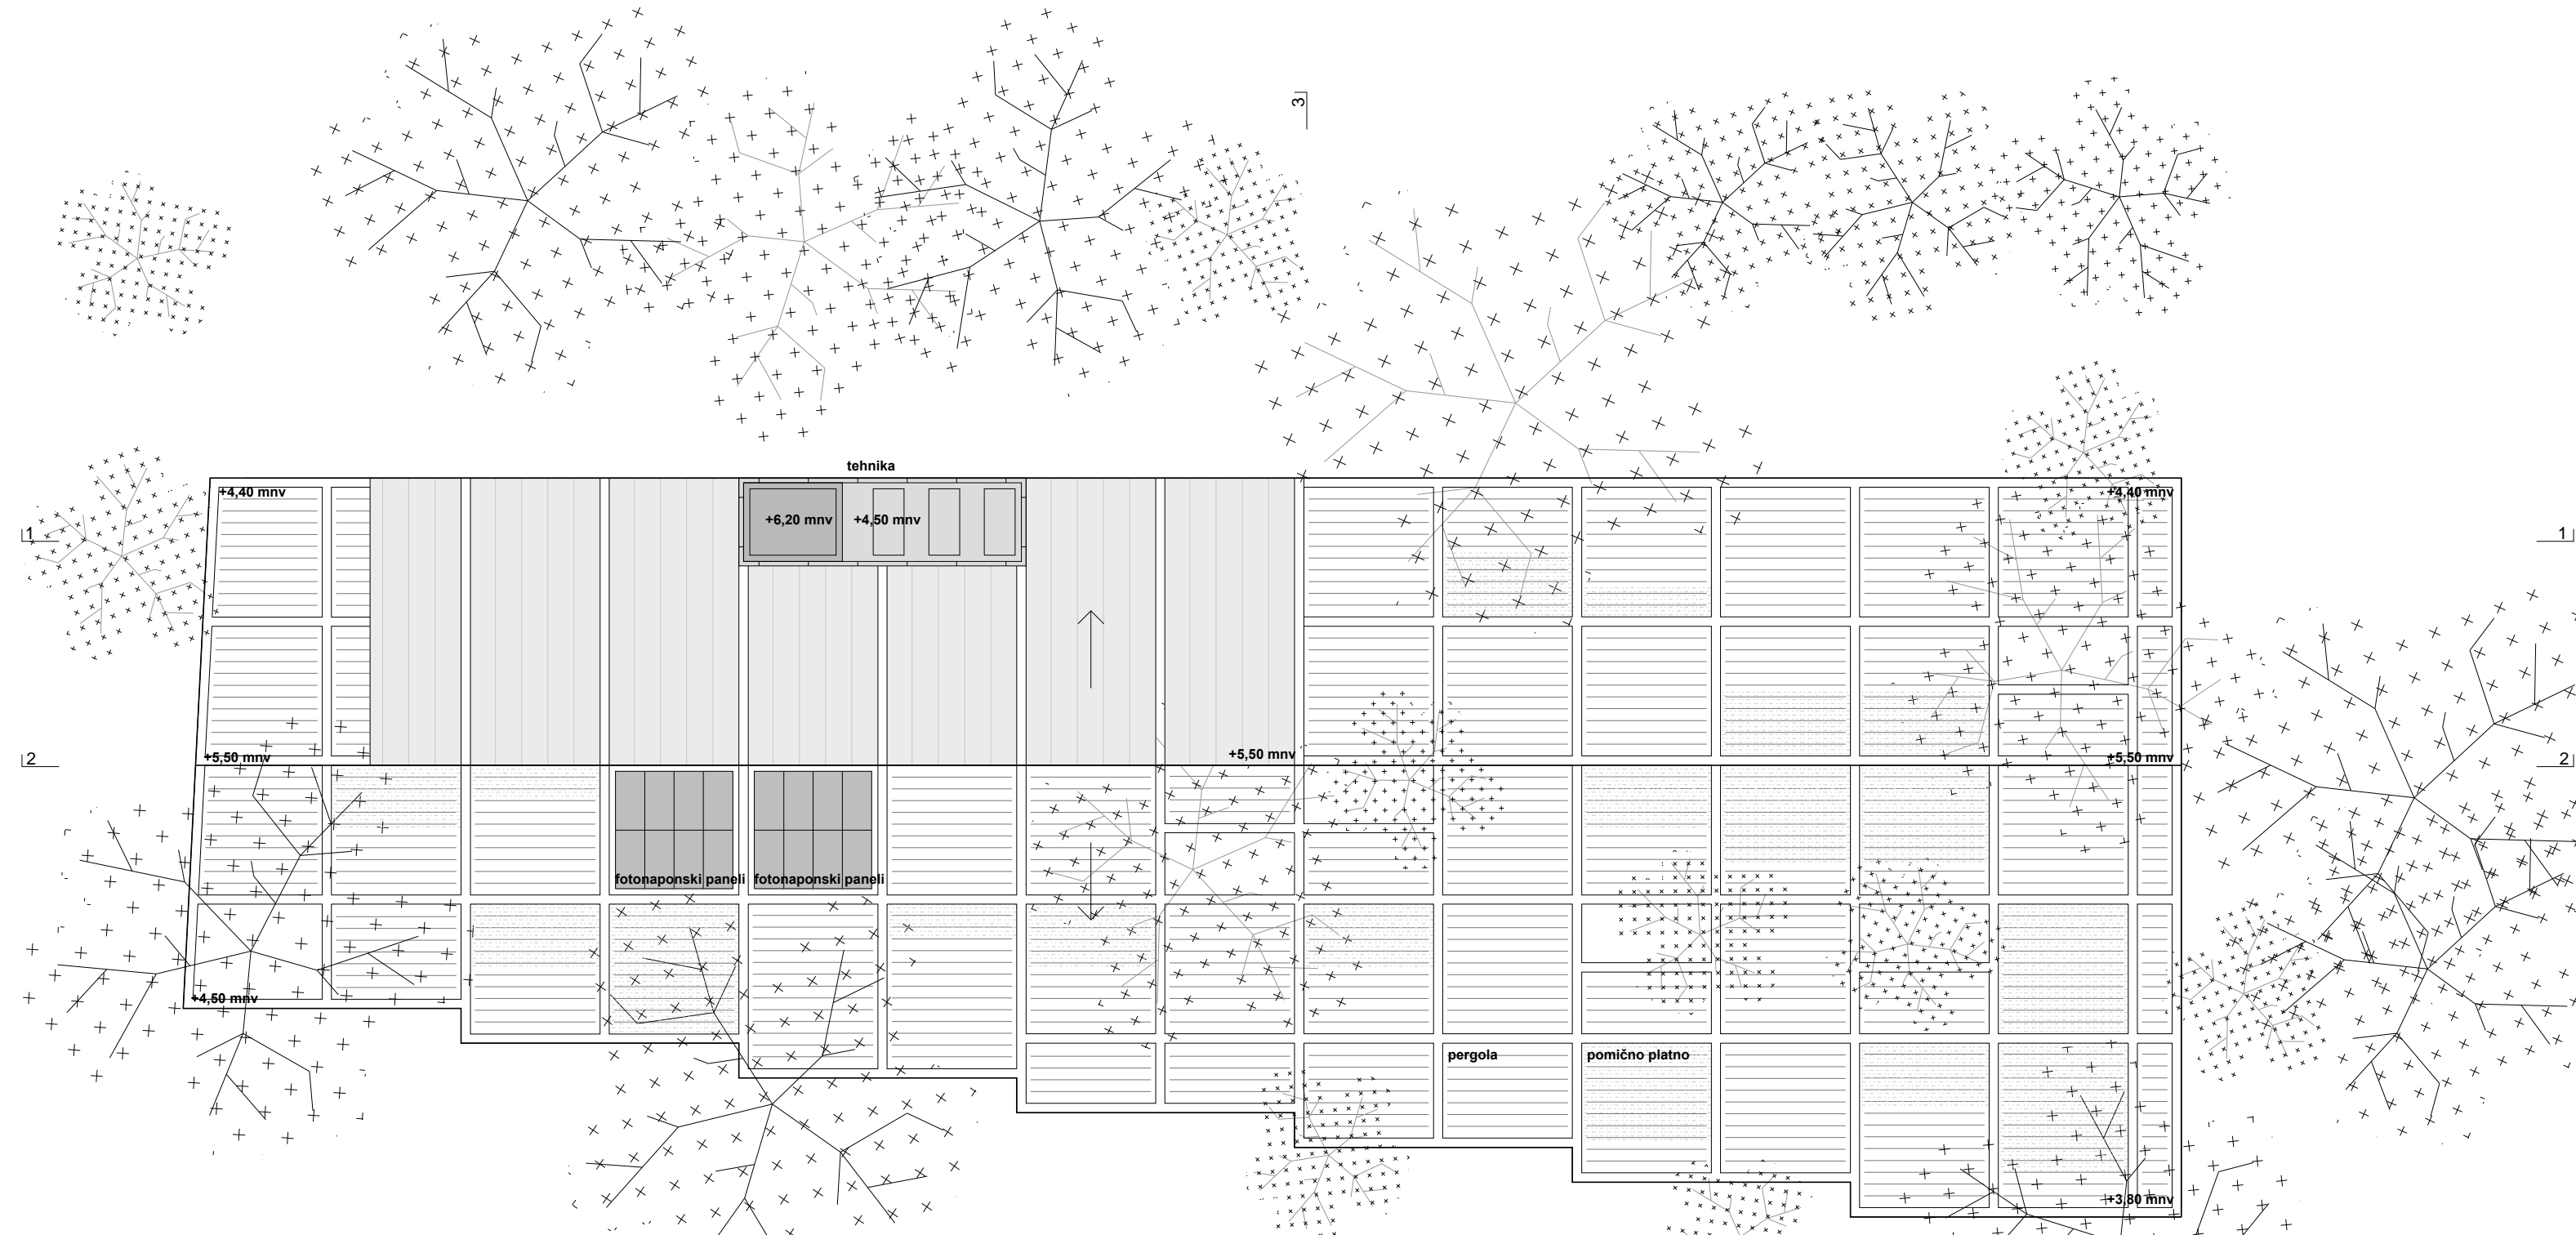 3
tehnika
+4,40 mnv
+4,40 mnv
+6,20 mnv
+4,50 mnv
1
1
+5,50 mnv
+5,50 mnv
+5,50 mnv
2
2
fotonaponski paneli
fotonaponski paneli
+4,50 mnv
pergola
pomično platno
+3,80 mnv